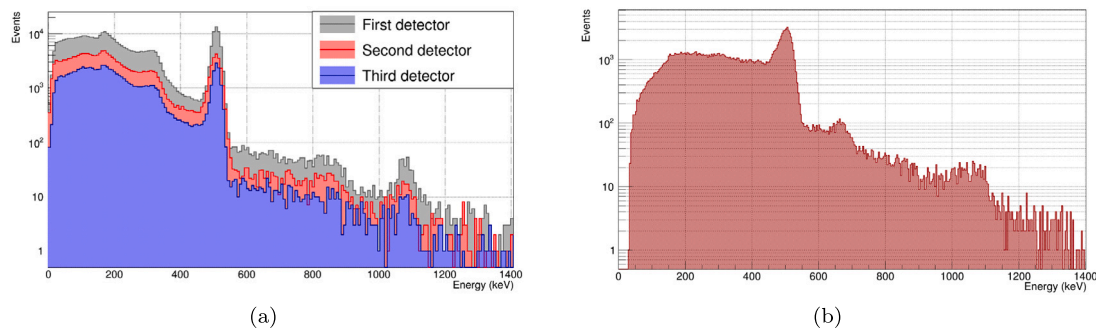 Events
10⁴
10³
10²
10
1
First detector
Second detector
Third detector
0 200 400 600 800 1000 1200 1400
Energy (keV)
(a)
Events
10³
10²
10
1
0 200 400 600 800 1000 1200 1400
Energy (keV)
(b)